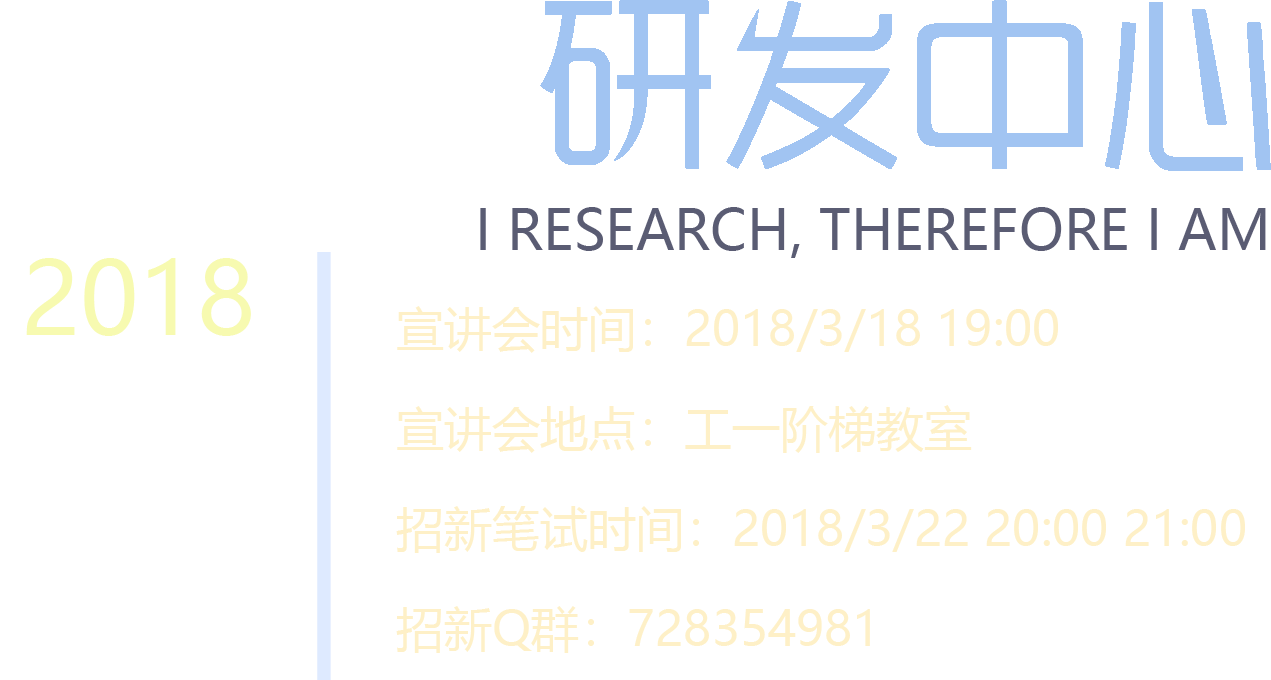 研发中心
I RESEARCH, THEREFORE I AM
2018
宣讲会时间：2018/3/18 19:00
宣讲会地点：工一阶梯教室
招新笔试时间：2018/3/22 20:00 21:00
招新Q群：728354981